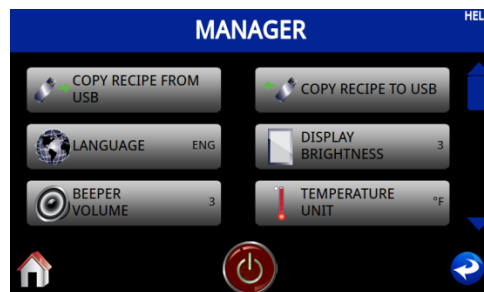 MANAGER
HEL
COPY RECIPE FROM
USB
COPY RECIPE TO USB
LANGUAGE ENG
DISPLAY
BRIGHTNESS 3
BEEPER
VOLUME 3
TEMPERATURE
UNIT °F